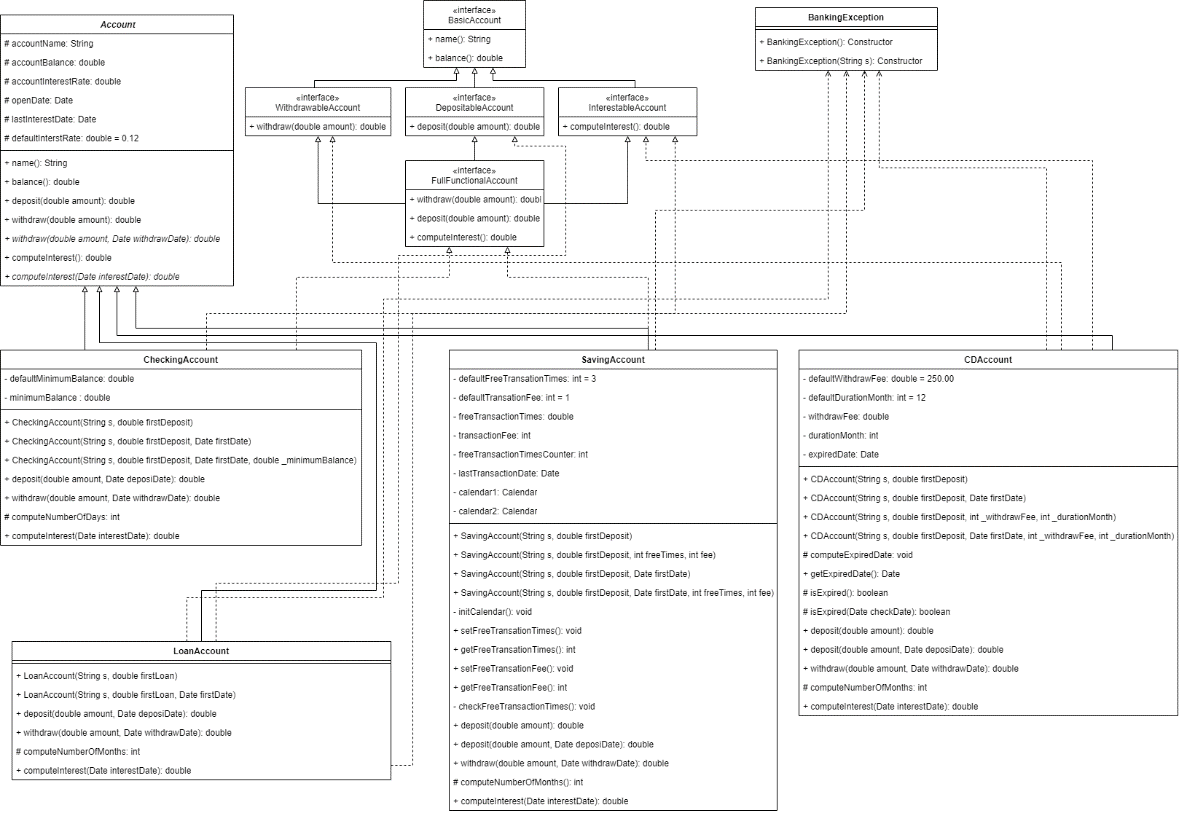 Account
# accountName: String
# accountBalance: double
# accountInterestRate: double
# openDate: Date
# lastInterestDate: Date
# defaultInterstRate: double = 0.12
+ name(): String
+ balance(): double
+ deposit(double amount): double
+ withdraw(double amount): double
+ withdraw(double amount, Date withdrawDate): double
+ computeInterest(): double
+ computeInterest(Date interestDate): double
«interface»
BasicAccount
+ name(): String
+ balance(): double
BankingException
+ BankingException(): Constructor
+ BankingException(String s): Constructor
«interface»
WithdrawableAccount
+ withdraw(double amount): double
«interface»
DepositableAccount
+ deposit(double amount): double
«interface»
InterestableAccount
+ computeInterest(): double
«interface»
FullFunctionalAccount
+ withdraw(double amount): doubl
+ deposit(double amount): double
+ computeInterest(): double
CheckingAccount
- defaultMinimumBalance: double
- minimumBalance : double
+ CheckingAccount(String s, double firstDeposit)
+ CheckingAccount(String s, double firstDeposit, Date firstDate)
+ CheckingAccount(String s, double firstDeposit, Date firstDate, double _minimumBalance)
+ deposit(double amount, Date deposiDate): double
+ withdraw(double amount, Date withdrawDate): double
# computeNumberOfDays: int
+ computeInterest(Date interestDate): double
SavingAccount
- defaultFreeTransationTimes: int = 3
- defaultTransationFee: int = 1
- freeTransactionTimes: double
- transactionFee: int
- freeTransactionTimesCounter: int
- lastTransactionDate: Date
- calendar1: Calendar
- calendar2: Calendar
+ SavingAccount(String s, double firstDeposit)
+ SavingAccount(String s, double firstDeposit, int freeTimes, int fee)
+ SavingAccount(String s, double firstDeposit, Date firstDate)
+ SavingAccount(String s, double firstDeposit, Date firstDate, int freeTimes, int fee)
- initCalendar(): void
+ setFreeTransationTimes(): void
+ getFreeTransationTimes(): int
+ setFreeTransationFee(): void
+ getFreeTransationFee(): int
- checkFreeTransactionTimes(): void
+ deposit(double amount): double
+ deposit(double amount, Date deposiDate): double
+ withdraw(double amount, Date withdrawDate): double
# computeNumberOfMonths(): int
+ computeInterest(Date interestDate): double
CDAccount
- defaultWithdrawFee: double = 250.00
- defaultDurationMonth: int = 12
- withdrawFee: double
- durationMonth: int
- expiredDate: Date
+ CDAccount(String s, double firstDeposit)
+ CDAccount(String s, double firstDeposit, Date firstDate)
+ CDAccount(String s, double firstDeposit, int _withdrawFee, int _durationMonth)
+ CDAccount(String s, double firstDeposit, Date firstDate, int _withdrawFee, int _durationMonth)
# computeExpiredDate: void
+ getExpiredDate(): Date
# isExpired(): boolean
# isExpired(Date checkDate): boolean
+ deposit(double amount): double
+ deposit(double amount, Date deposiDate): double
+ withdraw(double amount, Date withdrawDate): double
# computeNumberOfMonths: int
+ computeInterest(Date interestDate): double
LoanAccount
+ LoanAccount(String s, double firstLoan)
+ LoanAccount(String s, double firstLoan, Date firstDate)
+ deposit(double amount, Date deposiDate): double
+ withdraw(double amount, Date withdrawDate): double
# computeNumberOfMonths: int
+ computeInterest(Date interestDate): double